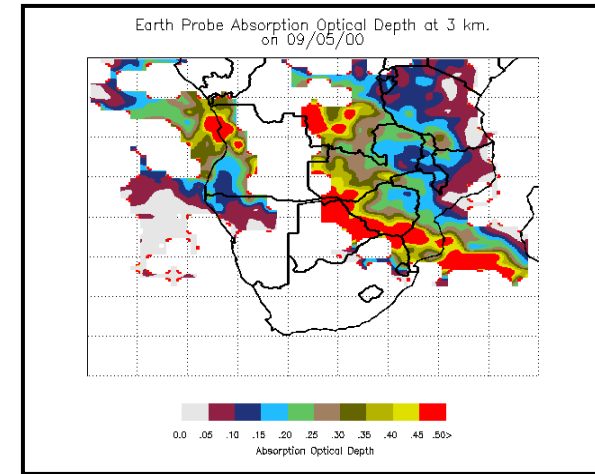 Earth Probe Absorption Optical Depth at 3 km.
on 09/05/00
0.0 .05 .10 .15 .20 .25 .30 .35 .40 .45 .50>
Absorption Optical Depth